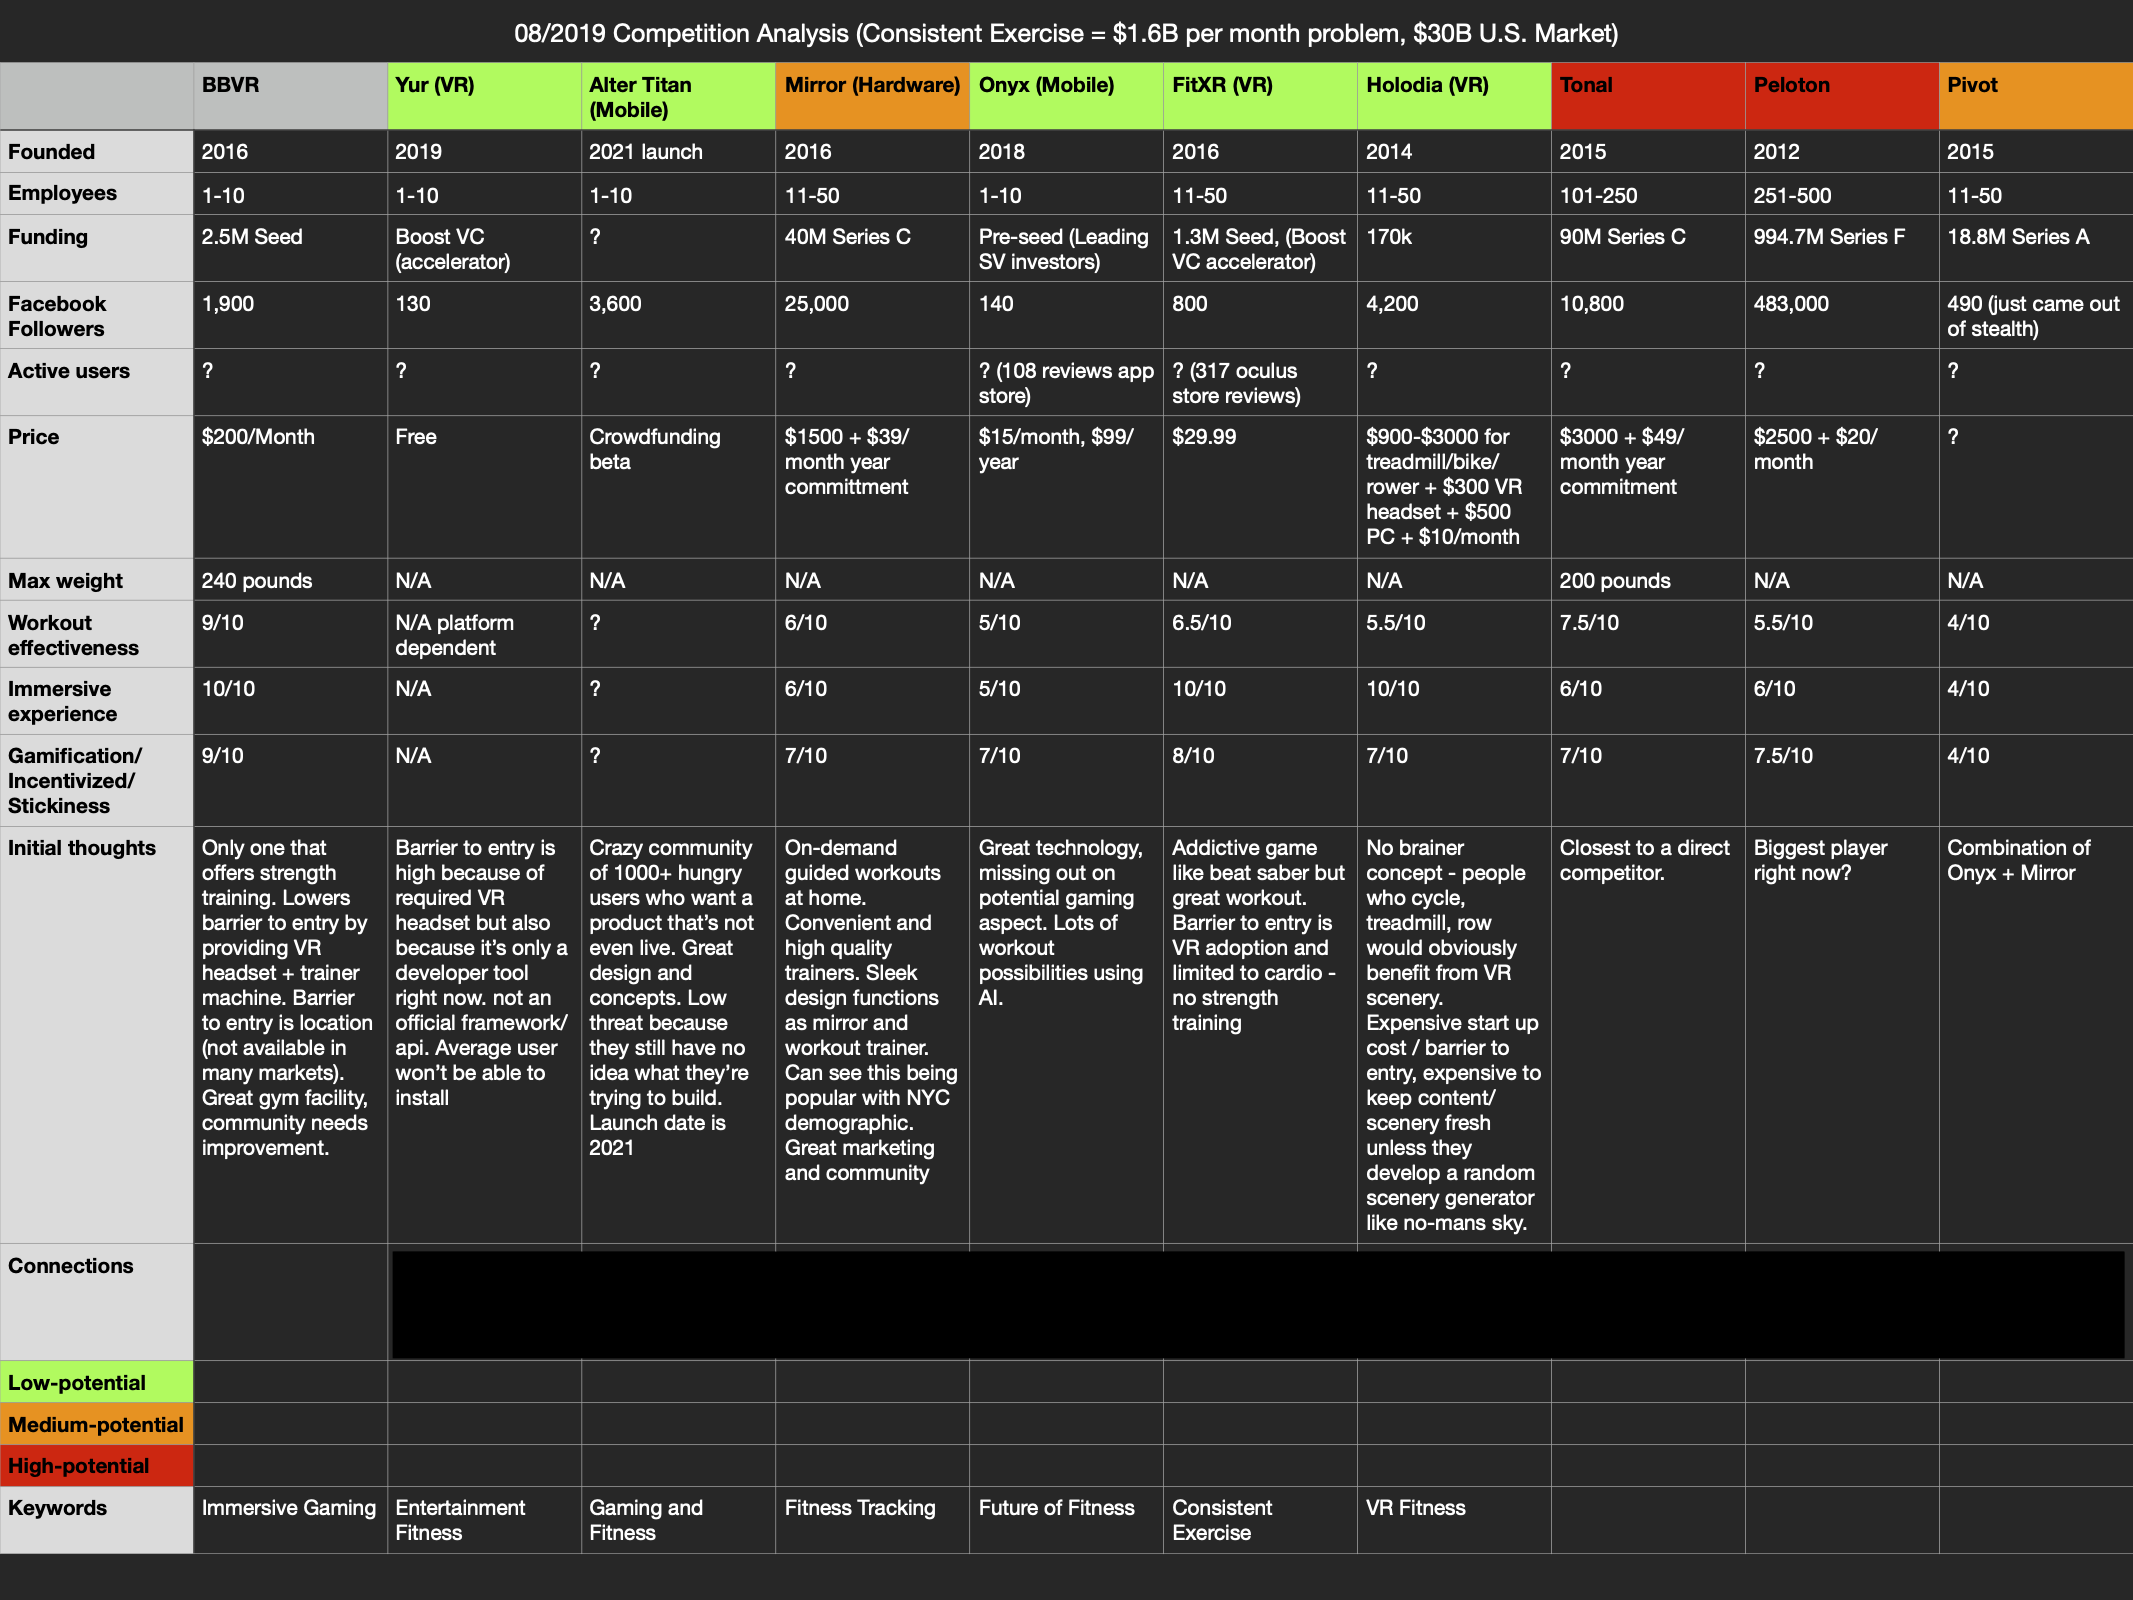 08/2019 Competition Analysis (Consistent Exercise = $1.6B per month problem, $30B U.S. Market)
BBVR
Yur (VR)
Alter Titan
(Mobile)
Mirror (Hardware)
Onyx (Mobile)
FitXR (VR)
Holodia (VR)
Tonal
Peloton
Pivot
Founded
2016
2019
2021 launch
2016
2018
2016
2014
2015
2012
2015
Employees
1-10
1-10
1-10
11-50
1-10
11-50
11-50
101-250
251-500
11-50
Funding
2.5M Seed
Boost VC
(accelerator)
?
40M Series C
Pre-seed (Leading
SV investors)
1.3M Seed, (Boost
VC accelerator)
170k
90M Series C
994.7M Series F
18.8M Series A
Facebook
Followers
1,900
130
3,600
25,000
140
800
4,200
10,800
483,000
490 (just came out
of stealth)
Active users
?
?
?
?
? (108 reviews app
store)
? (317 oculus
store reviews)
?
?
?
?
Price
$200/Month
Free
Crowdfunding
beta
$1500 + $39/
month year
committment
$15/month, $99/
year
$29.99
$900-$3000 for
treadmill/bike/
rower + $300 VR
headset + $500
PC + $10/month
$3000 + $49/
month year
commitment
$2500 + $20/
month
?
Max weight
240 pounds
N/A
N/A
N/A
N/A
N/A
N/A
200 pounds
N/A
N/A
Workout
effectiveness
9/10
N/A platform
dependent
?
6/10
5/10
6.5/10
5.5/10
7.5/10
5.5/10
4/10
Immersive
experience
10/10
N/A
?
6/10
5/10
10/10
10/10
6/10
6/10
4/10
Gamification/
Incentivized/
Stickiness
9/10
N/A
?
7/10
7/10
8/10
7/10
7/10
7.5/10
4/10
Initial thoughts
Only one that
offers strength
training. Lowers
barrier to entry by
providing VR
headset + trainer
machine. Barrier
to entry is location
(not available in
many markets).
Great gym facility,
community needs
improvement.
Barrier to entry is
high because of
required VR
headset but also
because it's only a
developer tool
right now. not an
official framework/
api. Average user
won't be able to
install
Crazy community
of 1000+ hungry
users who want a
product that's not
even live. Great
design and
concepts. Low
threat because
they still have no
idea what they're
trying to build.
Launch date is
2021
On-demand
guided workouts
at home.
Convenient and
high quality
trainers. Sleek
design functions
as mirror and
workout trainer.
Can see this being
popular with NYC
demographic.
Great marketing
and community
Great technology,
missing out on
potential gaming
aspect. Lots of
workout
possibilities using
AI.
Addictive game
like beat saber but
great workout.
Barrier to entry is
VR adoption and
limited to cardio -
no strength
training
No brainer
concept - people
who cycle,
treadmill, row
would obviously
benefit from VR
scenery.
Expensive start up
cost / barrier to
entry, expensive to
keep content/
scenery fresh
unless they
develop a random
scenery generator
like no-mans sky.
Closest to a direct
competitor.
Biggest player
right now?
Combination of
Onyx + Mirror
Connections
Low-potential
Medium-potential
High-potential
Keywords
Immersive Gaming
Entertainment
Fitness
Gaming and
Fitness
Fitness Tracking
Future of Fitness
Consistent
Exercise
VR Fitness